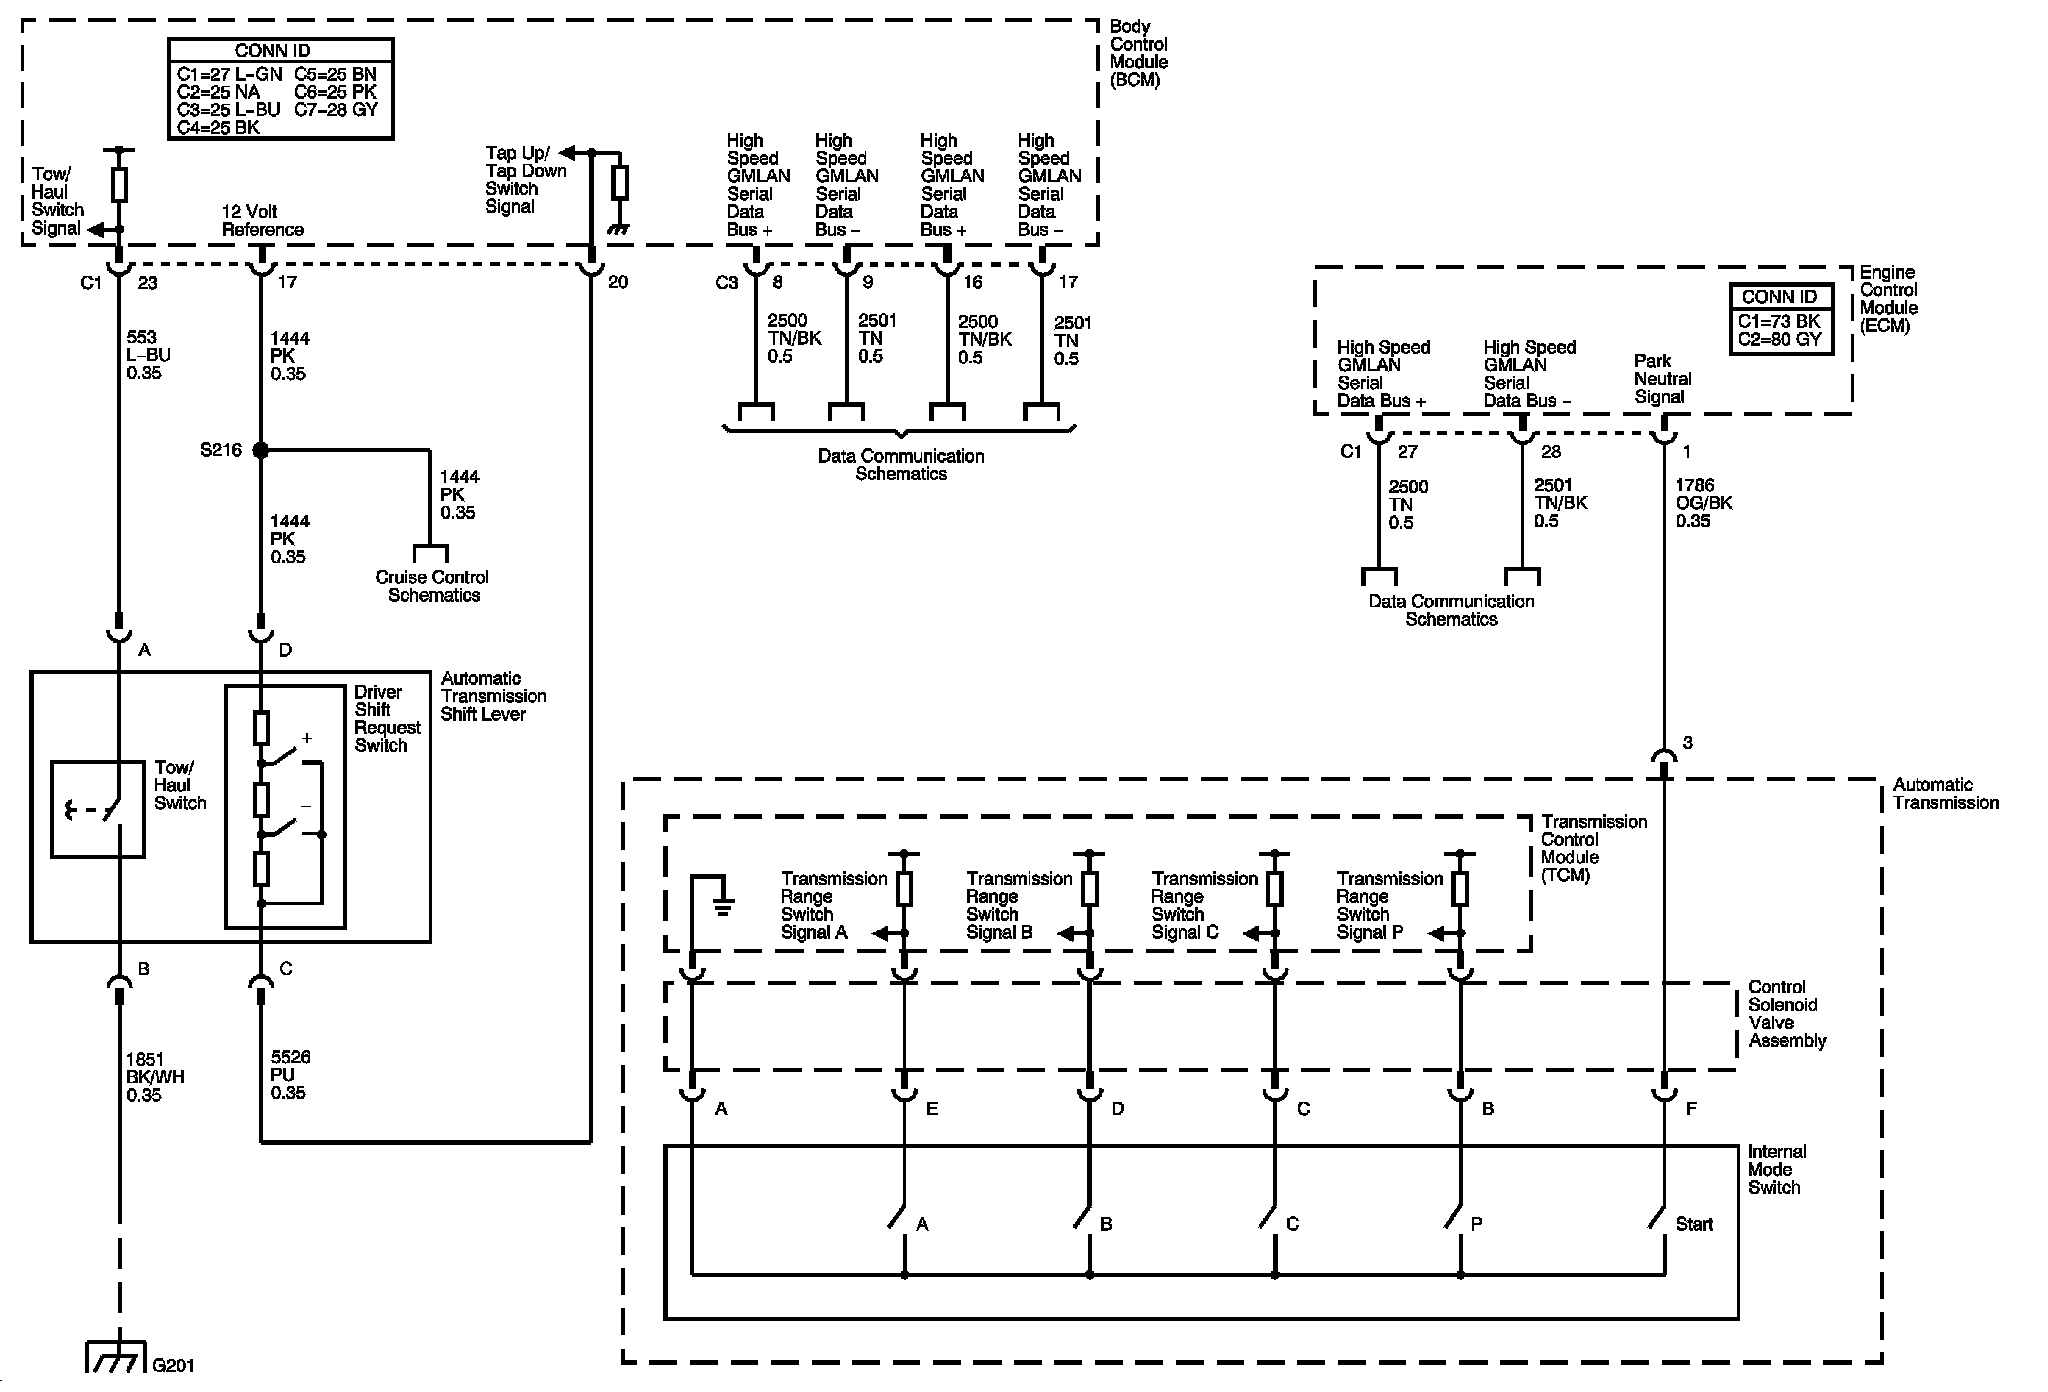 Body
Control
Module
(BCM)
CONN ID
C1=27 L-GN C5=25 BN
C2=25 NA C6=25 PK
C3=25 L-BU C7-28 GY
C4=25 BK
Tow/
Haul
Switch
Signal
12 Volt
Reference
Tap Up/
Tap Down
Switch
Signal
High
Speed
GMLAN
Serial
Data
Bus +
High
Speed
GMLAN
Serial
Data
Bus -
High
Speed
GMLAN
Serial
Data
Bus +
High
Speed
GMLAN
Serial
Data
Bus -
C1 23
17
20
C3 8
9
16
17
553
L-BU
0.35
1444
PK
0.35
2500
TN/BK
0.5
2501
TN
0.5
2500
TN/BK
0.5
2501
TN
0.5
Data Communication
Schematics
S216
1444
PK
0.35
1444
PK
0.35
Cruise Control
Schematics
Engine
Control
Module
(ECM)
CONN ID
C1=73 BK
C2=80 GY
High Speed
GMLAN
Serial
Data Bus +
High Speed
GMLAN
Serial
Data Bus -
Park
Neutral
Signal
C1 27
28
1
2500
TN
0.5
2501
TN/BK
0.5
1786
OG/BK
0.35
Data Communication
Schematics
A
D
Automatic
Transmission
Shift Lever
Driver
Shift
Request
Switch
+
-
Tow/
Haul
Switch
B
C
1851
BK/WH
0.35
5526
PU
0.35
G201
3
Automatic
Transmission
Transmission
Control
Module
(TCM)
Transmission
Range
Switch
Signal A
Transmission
Range
Switch
Signal B
Transmission
Range
Switch
Signal C
Transmission
Range
Switch
Signal P
Control
Solenoid
Valve
Assembly
A
E
D
C
B
F
Internal
Mode
Switch
A
B
C
P
Start